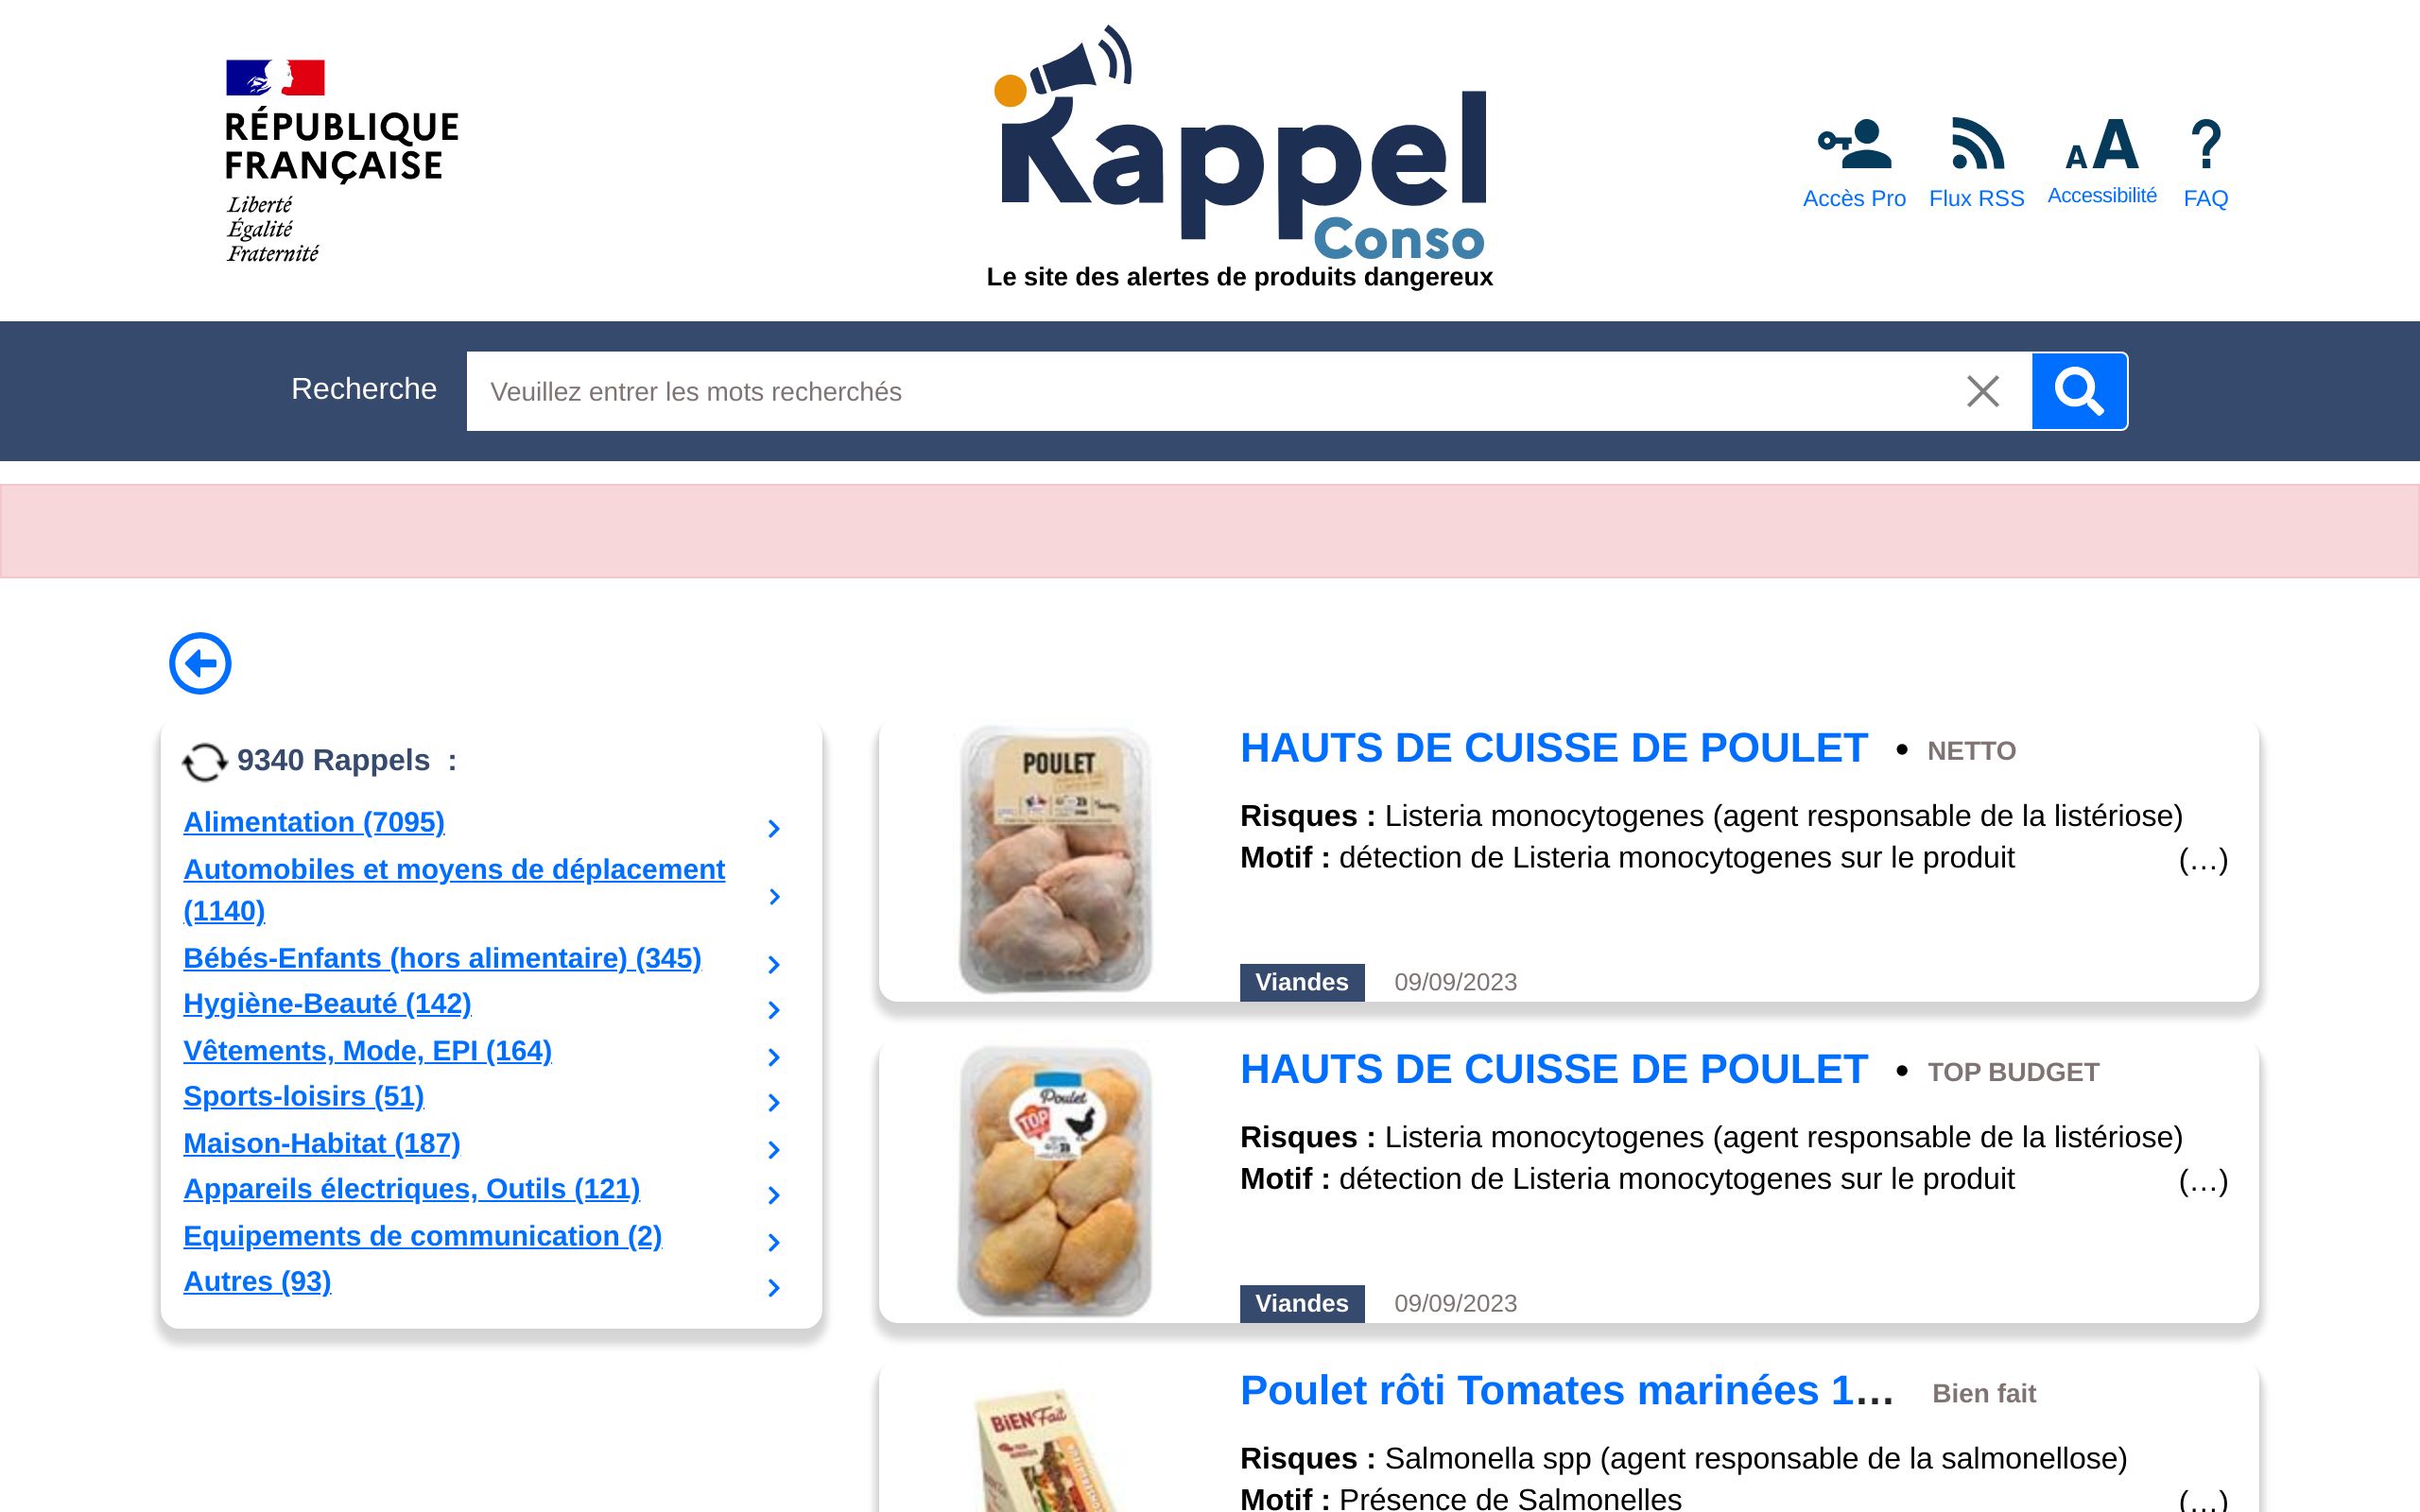 RÉPUBLIQUE
FRANÇAISE
Liberté
Égalité
Fraternité
Rappel
Conso
Le site des alertes de produits dangereux
Accès Pro
Flux RSS
AA
Accessibilité
?
FAQ
Recherche
Veuillez entrer les mots recherchés
9340 Rappels :
Alimentation (7095)
Automobiles et moyens de déplacement
(1140)
Bébés-Enfants (hors alimentaire) (345)
Hygiène-Beauté (142)
Vêtements, Mode, EPI (164)
Sports-loisirs (51)
Maison-Habitat (187)
Appareils électriques, Outils (121)
Equipements de communication (2)
Autres (93)
POULET
HAUTS DE CUISSE DE POULET • NETTO
Risques : Listeria monocytogenes (agent responsable de la listériose)
Motif : détection de Listeria monocytogenes sur le produit (…)
Viandes 09/09/2023
Poulet
TOP
HAUTS DE CUISSE DE POULET • TOP BUDGET
Risques : Listeria monocytogenes (agent responsable de la listériose)
Motif : détection de Listeria monocytogenes sur le produit (…)
Viandes 09/09/2023
BiEN Fait
Poulet rôti Tomates marinées 1… Bien fait
Risques : Salmonella spp (agent responsable de la salmonellose)
Motif : Présence de Salmonelles (…)